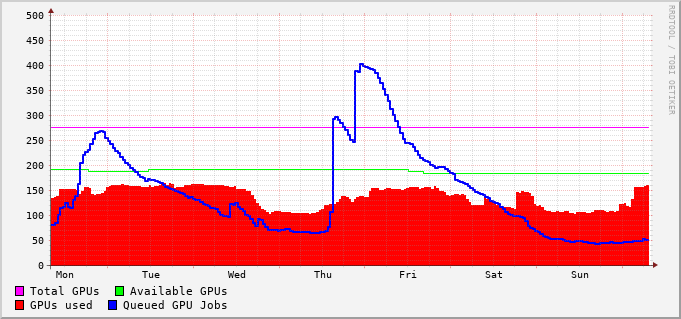 500
450
400
350
300
250
200
150
100
50
0
Mon Tue Wed Thu Fri Sat Sun
Total GPUs Available GPUs
GPUs used Queued GPU Jobs
RRDTOOL / TOBI OETIKER